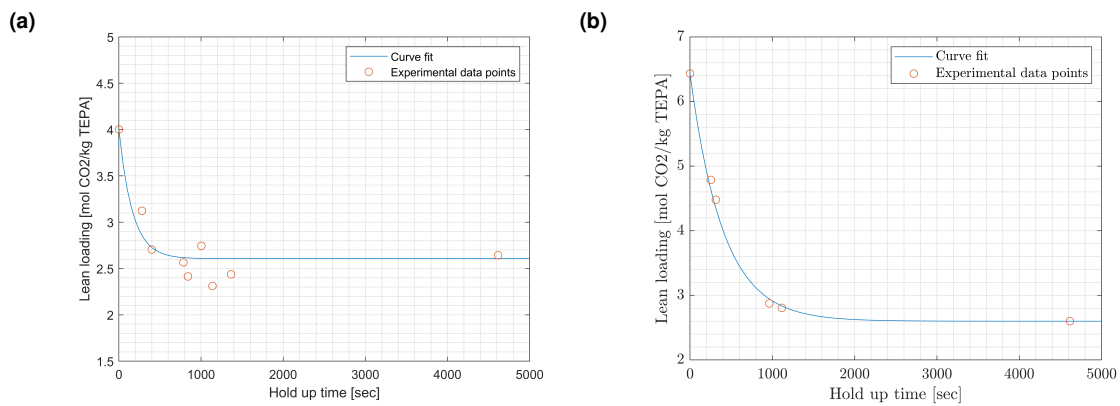 (a)
5
4.5
4
3.5
3
2.5
2
1.5
0
1000
2000
3000
4000
5000
Lean loading [mol CO2/kg TEPA]
Hold up time [sec]
Curve fit
Experimental data points
(b)
7
6
5
4
3
2
0
1000
2000
3000
4000
5000
Lean loading [mol CO2/kg TEPA]
Hold up time [sec]
Curve fit
Experimental data points